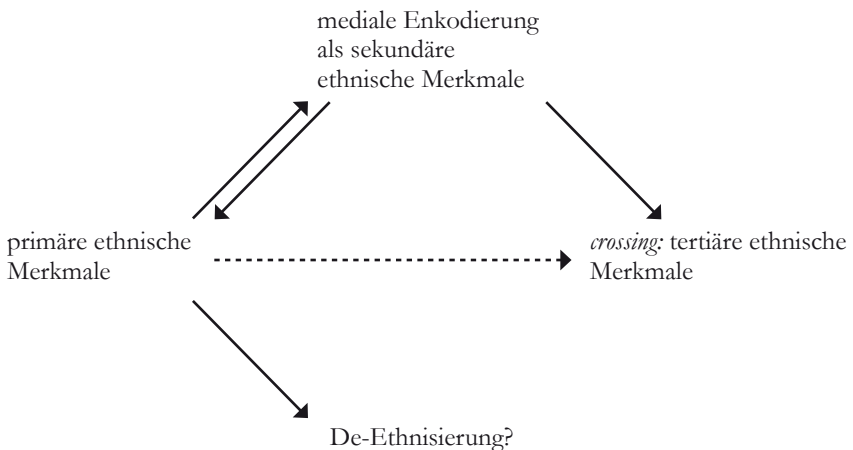 mediale Enkodierung
als sekundäre
ethnische Merkmale
primäre ethnische
Merkmale
crossing: tertiäre ethnische
Merkmale
De-Ethnisierung?